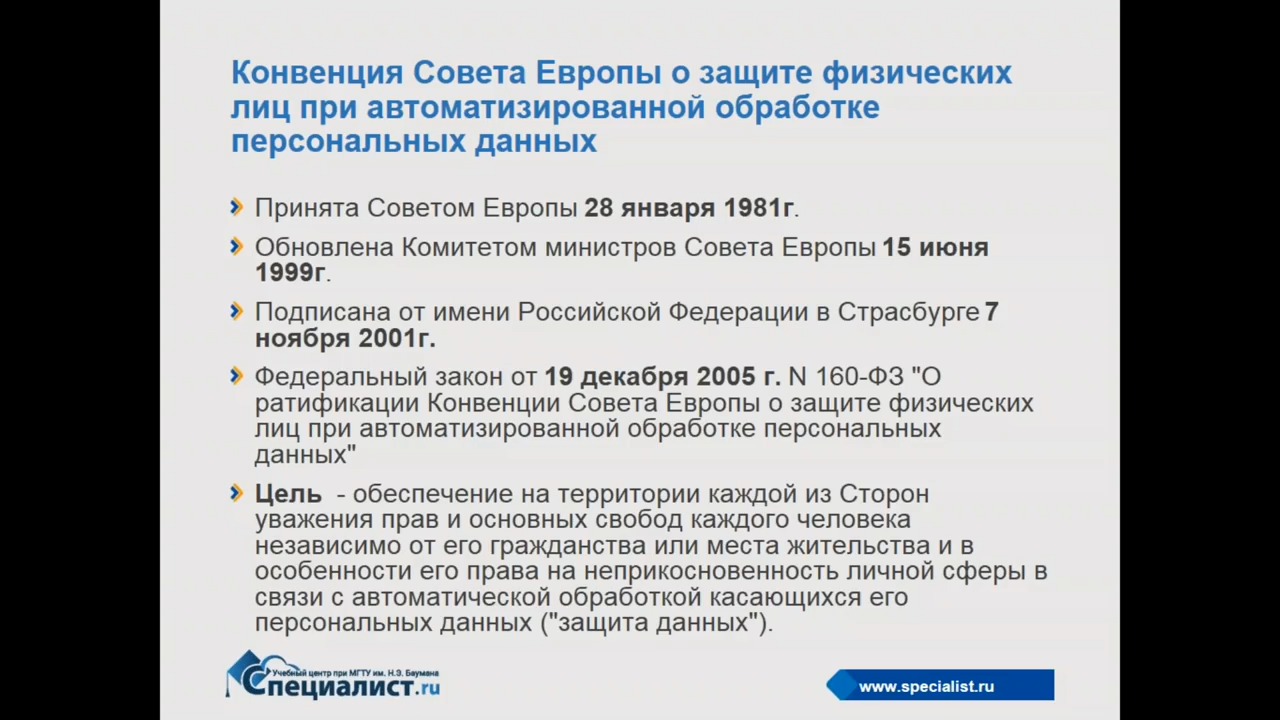 Конвенция Совета Европы о защите физических
лиц при автоматизированной обработке
персональных данных
Принята Советом Европы 28 января 1981г.
Обновлена Комитетом министров Совета Европы 15 июня
1999г.
Подписана от имени Российской Федерации в Страсбурге 7
ноября 2001г.
Федеральный закон от 19 декабря 2005 г. N 160-ФЗ "О
ратификации Конвенции Совета Европы о защите физических
лиц при автоматизированной обработке персональных
данных"
Цель - обеспечение на территории каждой из Сторон
уважения прав и основных свобод каждого человека
независимо от его гражданства или места жительства и в
особенности его права на неприкосновенность личной сферы в
связи с автоматической обработкой касающихся его
персональных данных ("защита данных").
Учебный центр при МГТУ им. Н.Э. Баумана
Специалист.ru
www.specialist.ru